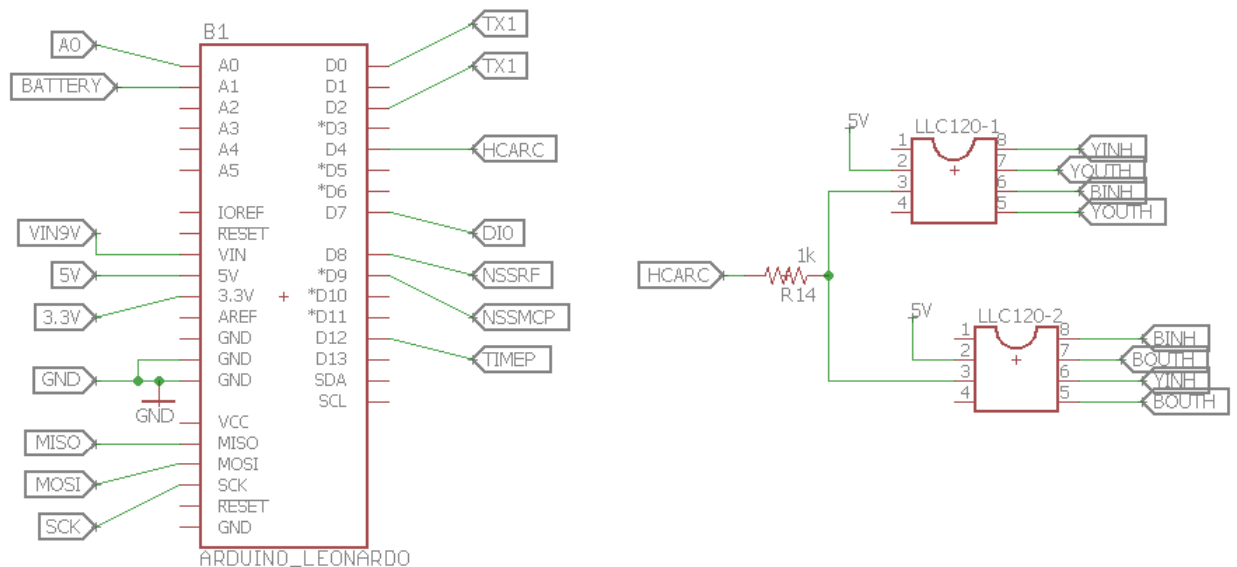 B1
A0
BATTERY
VIN9V
5V
3.3V
GND
GND
MISO
MOSI
SCK
A0
A1
A2
A3
A4
A5
IOREF
RESET
VIN
5V
3.3V
AREF
GND
GND
GND
VCC
MISO
MOSI
SCK
RESET
GND
D0
D1
D2
*D3
D4
*D5
*D6
D7
D8
*D9
*D10
*D11
D12
D13
SDA
SCL
ARDUINO_LEONARDO
TX1
TX1
HCARC
DI0
NSSRF
NSSMCP
TIMEP
HCARC
1k
R14
5V
LLC120-1
1
2
3
4
8
7
6
5
YINH
YOUTH
BINH
YOUTH
5V
LLC120-2
1
2
3
4
8
7
6
5
BINH
BOUTH
YINH
BOUTH